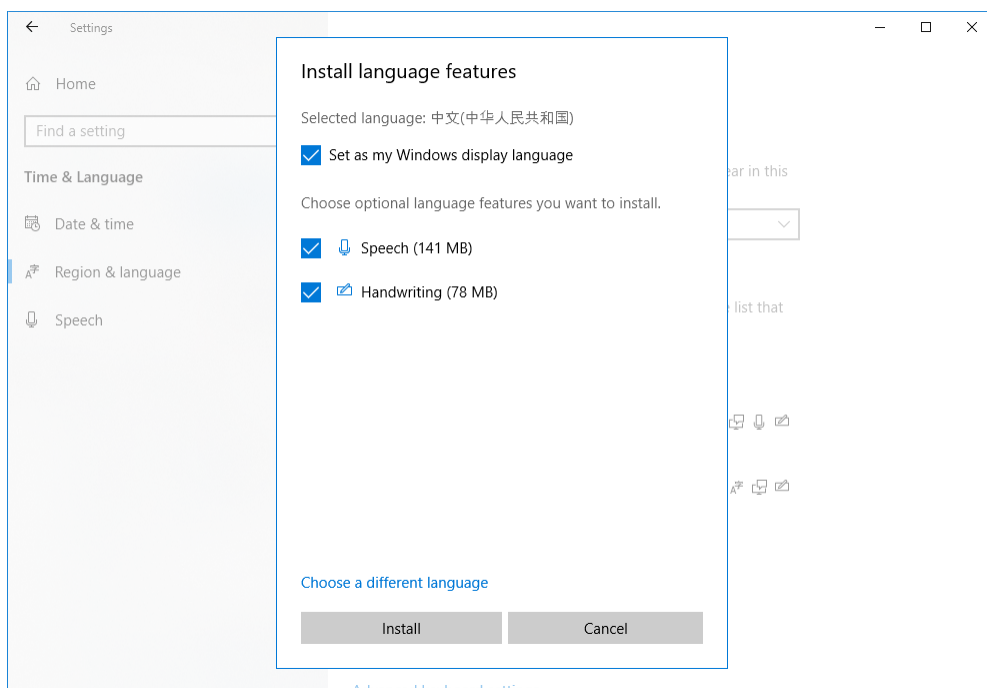 Settings
Home
Find a setting
Time & Language
Date & time
Region & language
Speech
Install language features
Selected language: 中文(中华人民共和国)
Set as my Windows display language
Choose optional language features you want to install.
Speech (141 MB)
Handwriting (78 MB)
Choose a different language
Install
Cancel
ear in this
list that